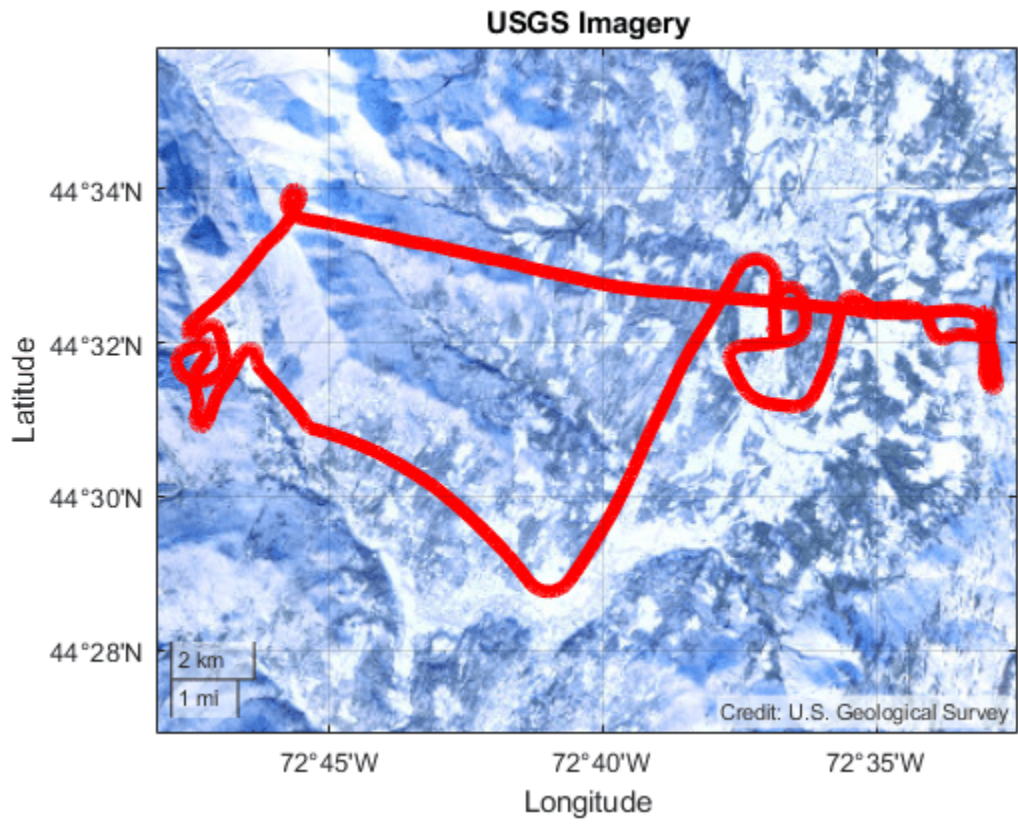 USGS Imagery
44°34'N
44°32'N
44°30'N
44°28'N
Latitude
2 km
1 mi
Credit: U.S. Geological Survey
72°45'W
72°40'W
72°35'W
Longitude